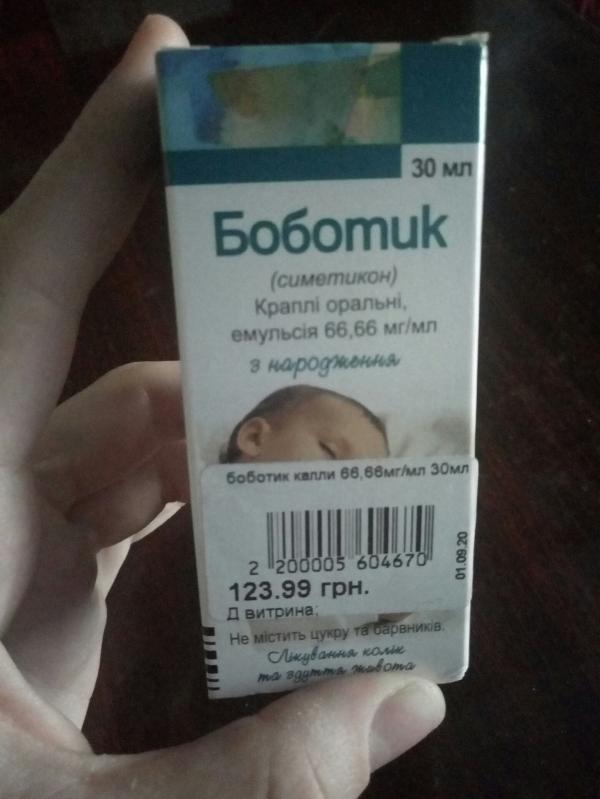 30 мл
Боботик
(симетикон)
Краплі оральні,
емульсія 66,66 мг/мл
з народження
боботик капли 66,66мг/мл 30мл
2 200005 604670
01.09.20
123.99 грн.
Д витрина;
Не містить цукру та барвників.
Лікування колік
та здуття живота